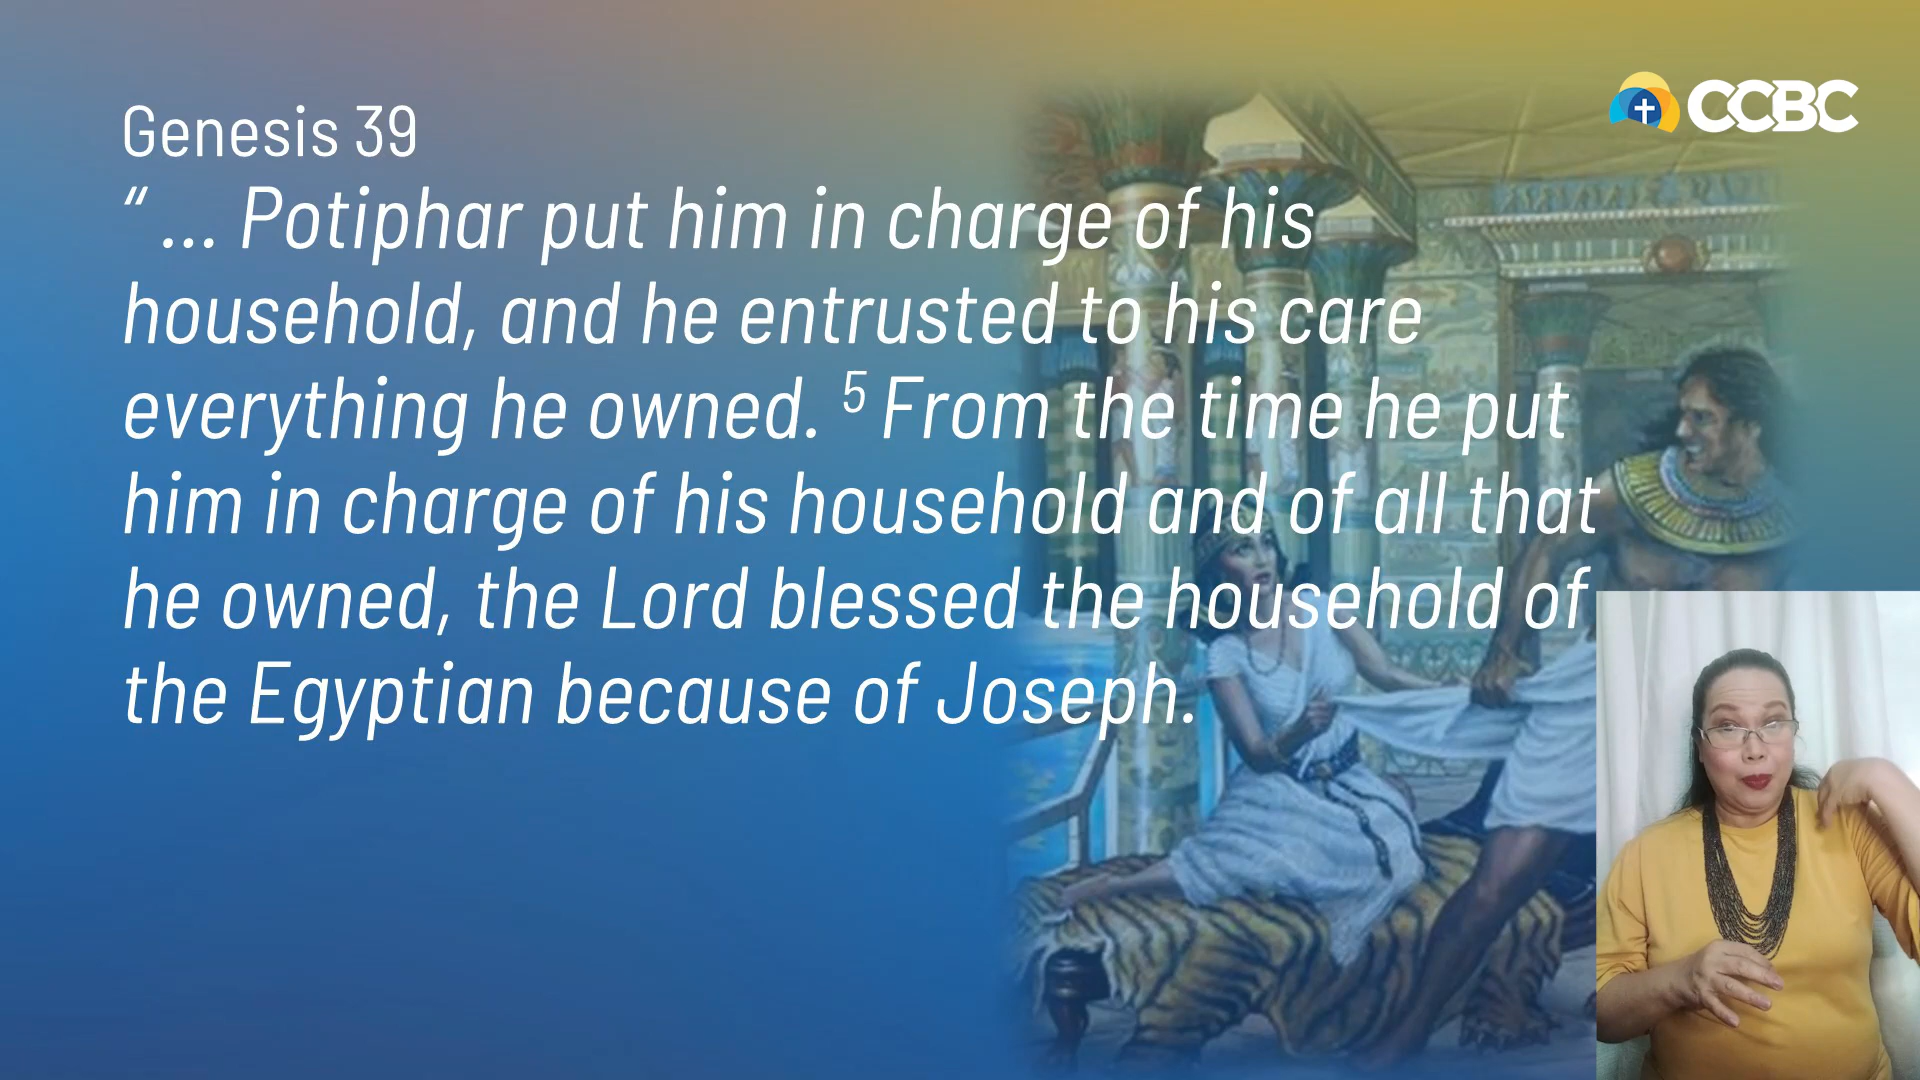 CCBC
Genesis 39
“ ... Potiphar put him in charge of his
household, and he entrusted to his care
everything he owned. ⁵ From the time he put
him in charge of his household and of all that
he owned, the Lord blessed the household of
the Egyptian because of Joseph.